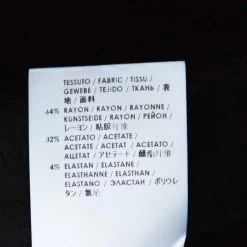 TESSUTO / FABRIC / TISSU /
GEWEBE / TEJIDO / ТКАНЬ / 表
地 / 面料
64% RAYON / RAYON / RAYONNE /
KUNSTSEIDE / RAYON / РЕЙОН /
レーヨン / 粘胶纤维
32% ACETATO / ACETATE /
ACETATE / ACETAT / ACETATO /
АЦЕТАТ / アセテート / 醋酯纤维
4% ELASTAN / ELASTANE /
ELASTHANNE / ELASTHAN /
ELASTANO / ЭЛАСТАН / ポリウレ
タン / 氨纶